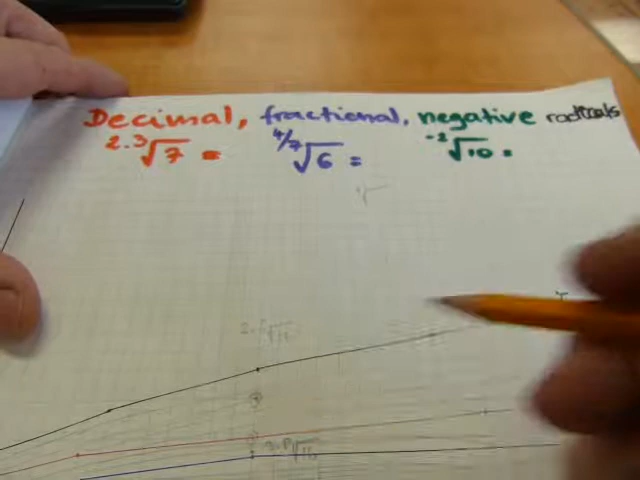 Decimal, fractional, negative radicals
2.3√7 = 4/7√6 = -2√10 =